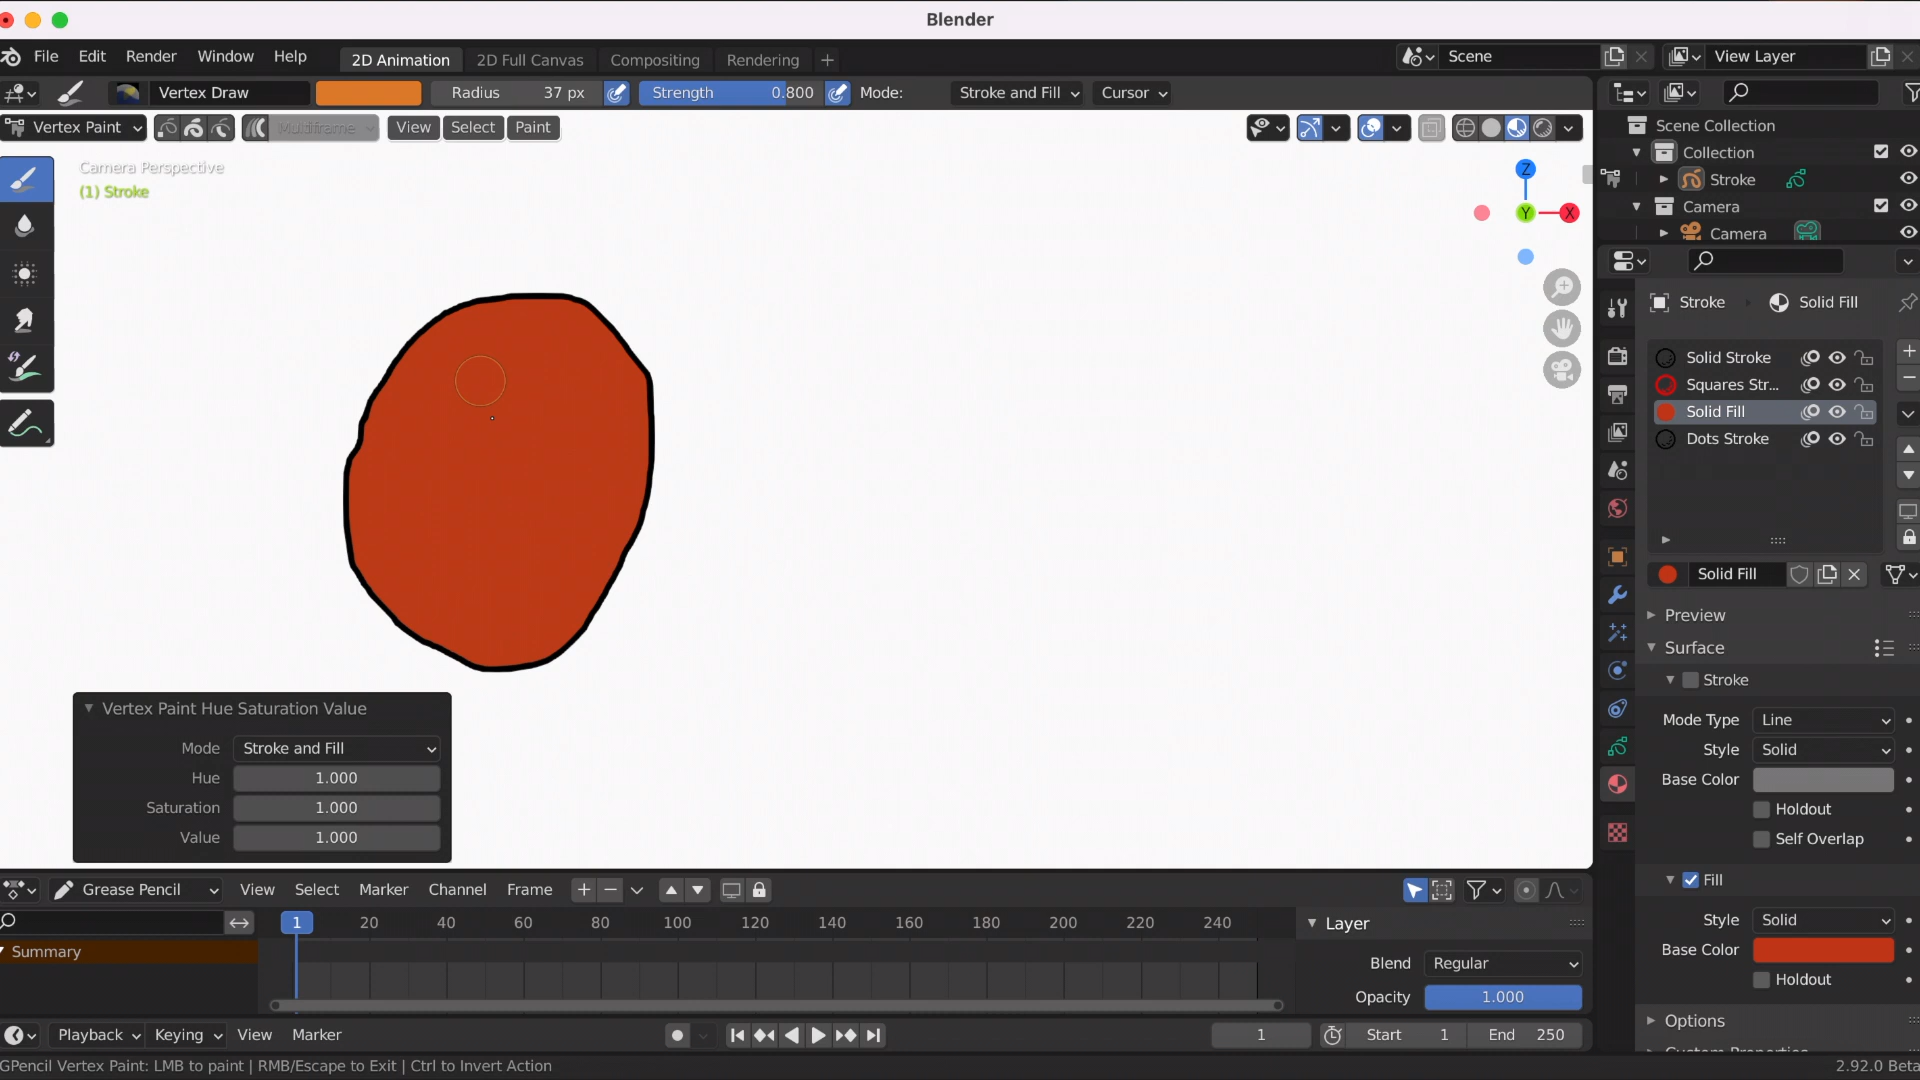 Blender
File Edit Render Window Help 2D Animation 2D Full Canvas Compositing Rendering + Scene View Layer
Vertex Draw Radius 37 px Strength 0.800 Mode: Stroke and Fill Cursor
Vertex Paint Multiframe View Select Paint
Scene Collection
Collection
Stroke
Camera
Camera
Camera Perspective
(1) Stroke
Z
Y
X
Stroke Solid Fill
Solid Stroke
Squares Str...
Solid Fill
Dots Stroke
Solid Fill
Preview
Surface
Stroke
Mode Type Line
Style Solid
Base Color
Holdout
Self Overlap
Fill
Style Solid
Base Color
Holdout
Options
Custom Properties
Vertex Paint Hue Saturation Value
Mode Stroke and Fill
Hue 1.000
Saturation 1.000
Value 1.000
Grease Pencil View Select Marker Channel Frame
1 20 40 60 80 100 120 140 160 180 200 220 240
Summary
Layer
Blend Regular
Opacity 1.000
Playback Keying View Marker 1 Start 1 End 250
GPencil Vertex Paint: LMB to paint | RMB/Escape to Exit | Ctrl to Invert Action 2.92.0 Beta